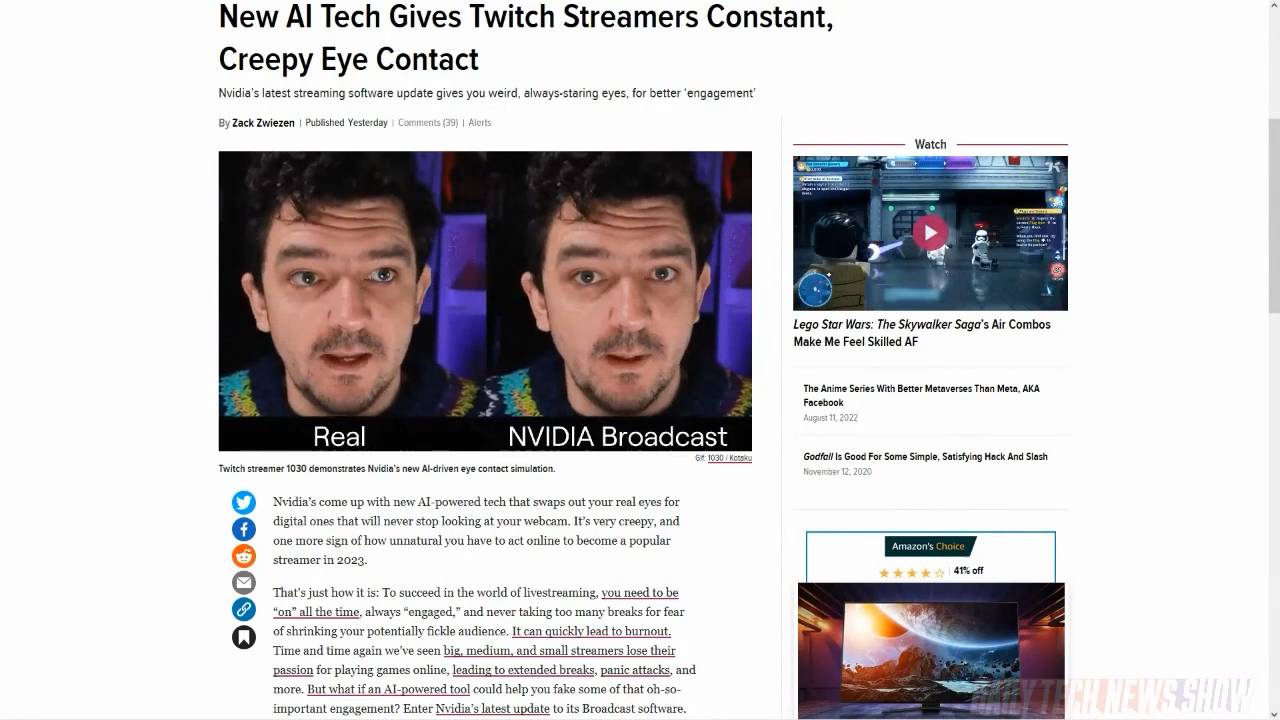 New AI Tech Gives Twitch Streamers Constant,
Creepy Eye Contact
Nvidia's latest streaming software update gives you weird, always-staring eyes, for better 'engagement'
By Zack Zwiezen | Published Yesterday | Comments (39) | Alerts
Real
NVIDIA Broadcast
Gif: 1030 / Kotaku
Twitch streamer 1030 demonstrates Nvidia's new AI-driven eye contact simulation.
Nvidia's come up with new AI-powered tech that swaps out your real eyes for
digital ones that will never stop looking at your webcam. It's very creepy, and
one more sign of how unnatural you have to act online to become a popular
streamer in 2023.
That's just how it is: To succeed in the world of livestreaming, you need to be
"on" all the time, always "engaged," and never taking too many breaks for fear
of shrinking your potentially fickle audience. It can quickly lead to burnout.
Time and time again we've seen big, medium, and small streamers lose their
passion for playing games online, leading to extended breaks, panic attacks, and
more. But what if an AI-powered tool could help you fake some of that oh-so-
important engagement? Enter Nvidia's latest update to its Broadcast software.
Watch
Lego Star Wars: The Skywalker Saga's Air Combos
Make Me Feel Skilled AF
The Anime Series With Better Metaverses Than Meta, AKA
Facebook
August 11, 2022
Godfall Is Good For Some Simple, Satisfying Hack And Slash
November 12, 2020
Amazon's Choice
41% off
DAILY TECH NEWS SHOW